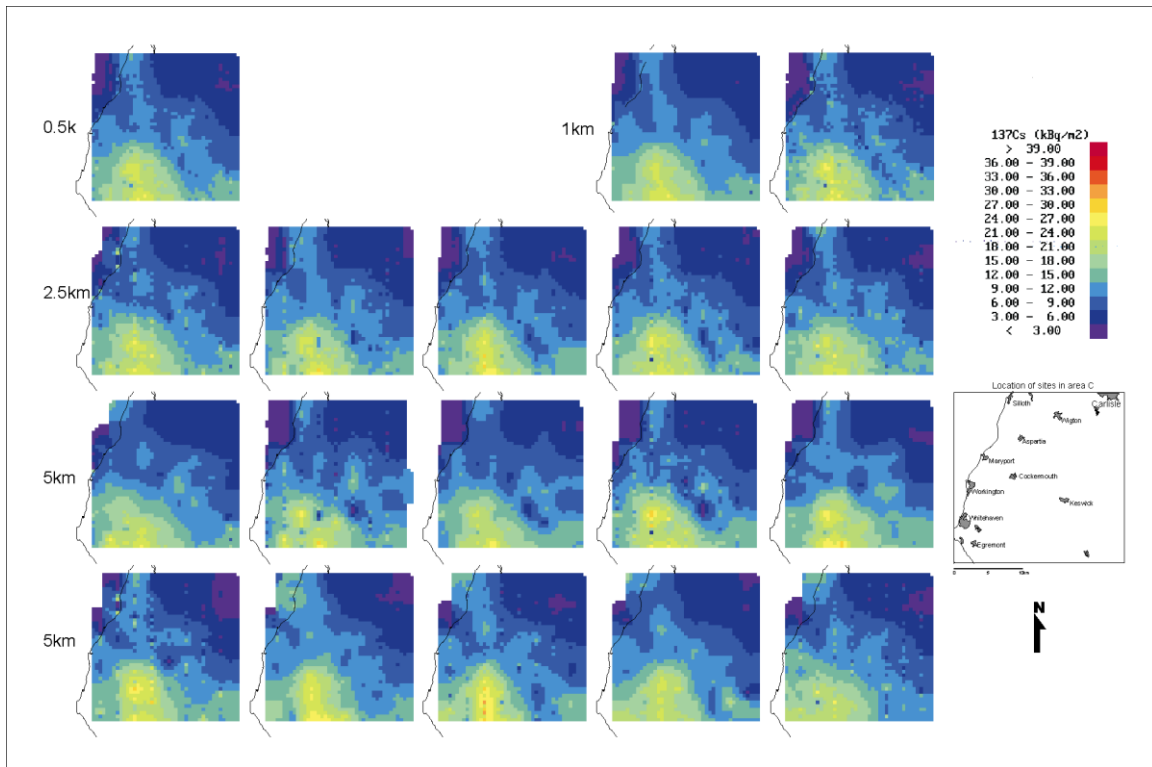 0.5k
1km
2.5km
5km
5km
137Cs (kBq/m2)
> 39.00
36.00 - 39.00
33.00 - 36.00
30.00 - 33.00
27.00 - 30.00
24.00 - 27.00
21.00 - 24.00
18.00 - 21.00
15.00 - 18.00
12.00 - 15.00
9.00 - 12.00
6.00 - 9.00
3.00 - 6.00
< 3.00
Location of sites in area C
Silloth
Carlisle
Wigton
Aspartia
Maryport
Cockermouth
Workington
Keswick
Whitehaven
Egremont
N